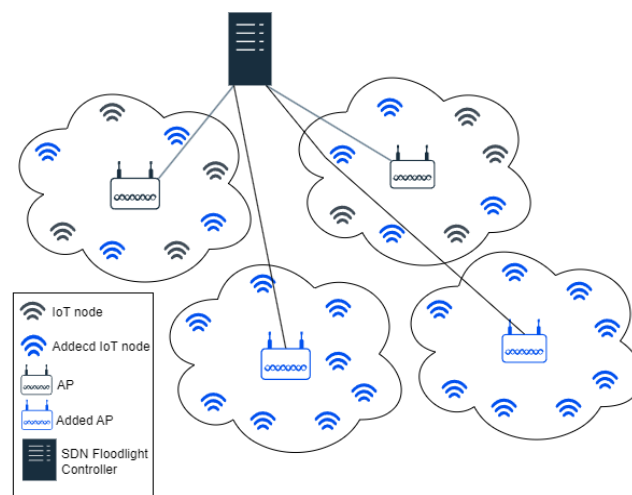 IoT node
Addecd IoT node
AP
Added AP
SDN Floodlight
Controller